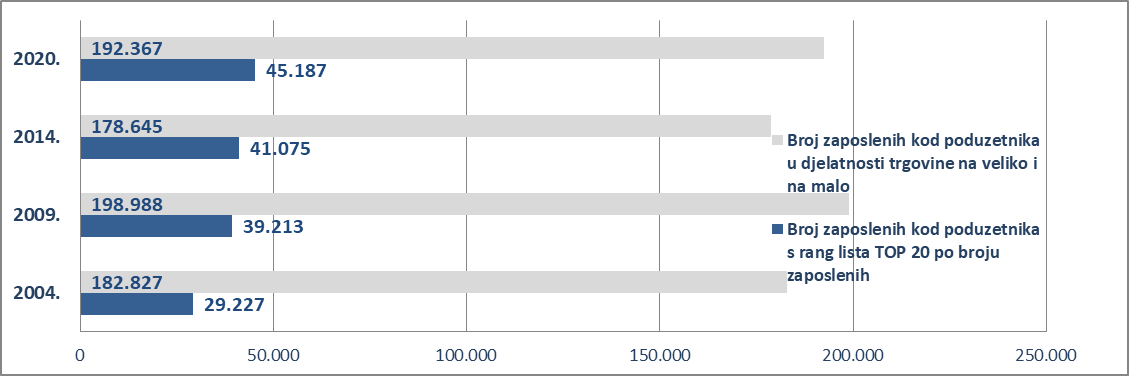 2020.
192.367
45.187
2014.
178.645
41.075
Broj zaposlenih kod poduzetnika
u djelatnosti trgovine na veliko i
na malo
2009.
198.988
39.213
Broj zaposlenih kod poduzetnika
s rang lista TOP 20 po broju
zaposlenih
2004.
182.827
29.227
0 50.000 100.000 150.000 200.000 250.000